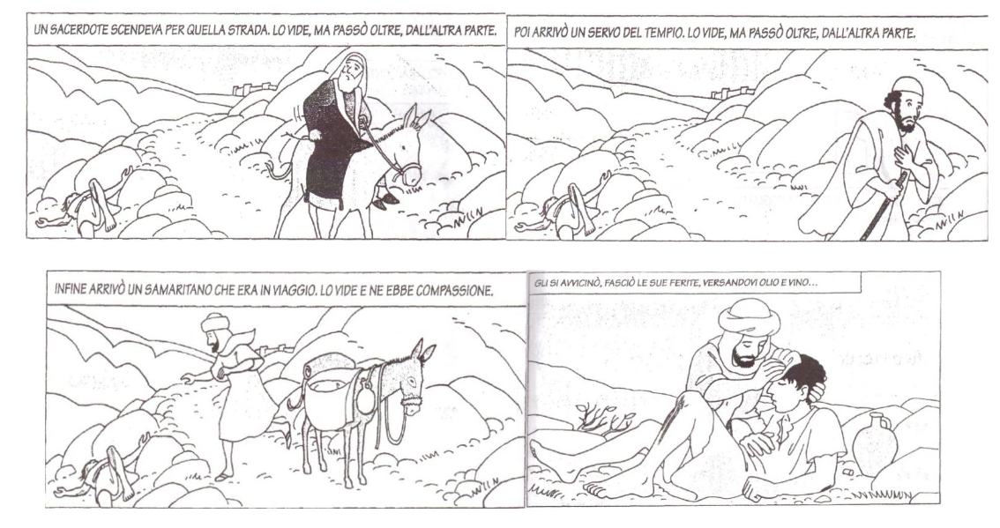 UN SACERDOTE SCENDEVA PER QUELLA STRADA. LO VIDE, MA PASSÒ OLTRE, DALL'ALTRA PARTE.
POI ARRIVÒ UN SERVO DEL TEMPIO. LO VIDE, MA PASSÒ OLTRE, DALL'ALTRA PARTE.
INFINE ARRIVÒ UN SAMARITANO CHE ERA IN VIAGGIO. LO VIDE E NE EBBE COMPASSIONE.
GLI SI AVVICINÒ, FASCIÒ LE SUE FERITE, VERSANDOVI OLIO E VINO...